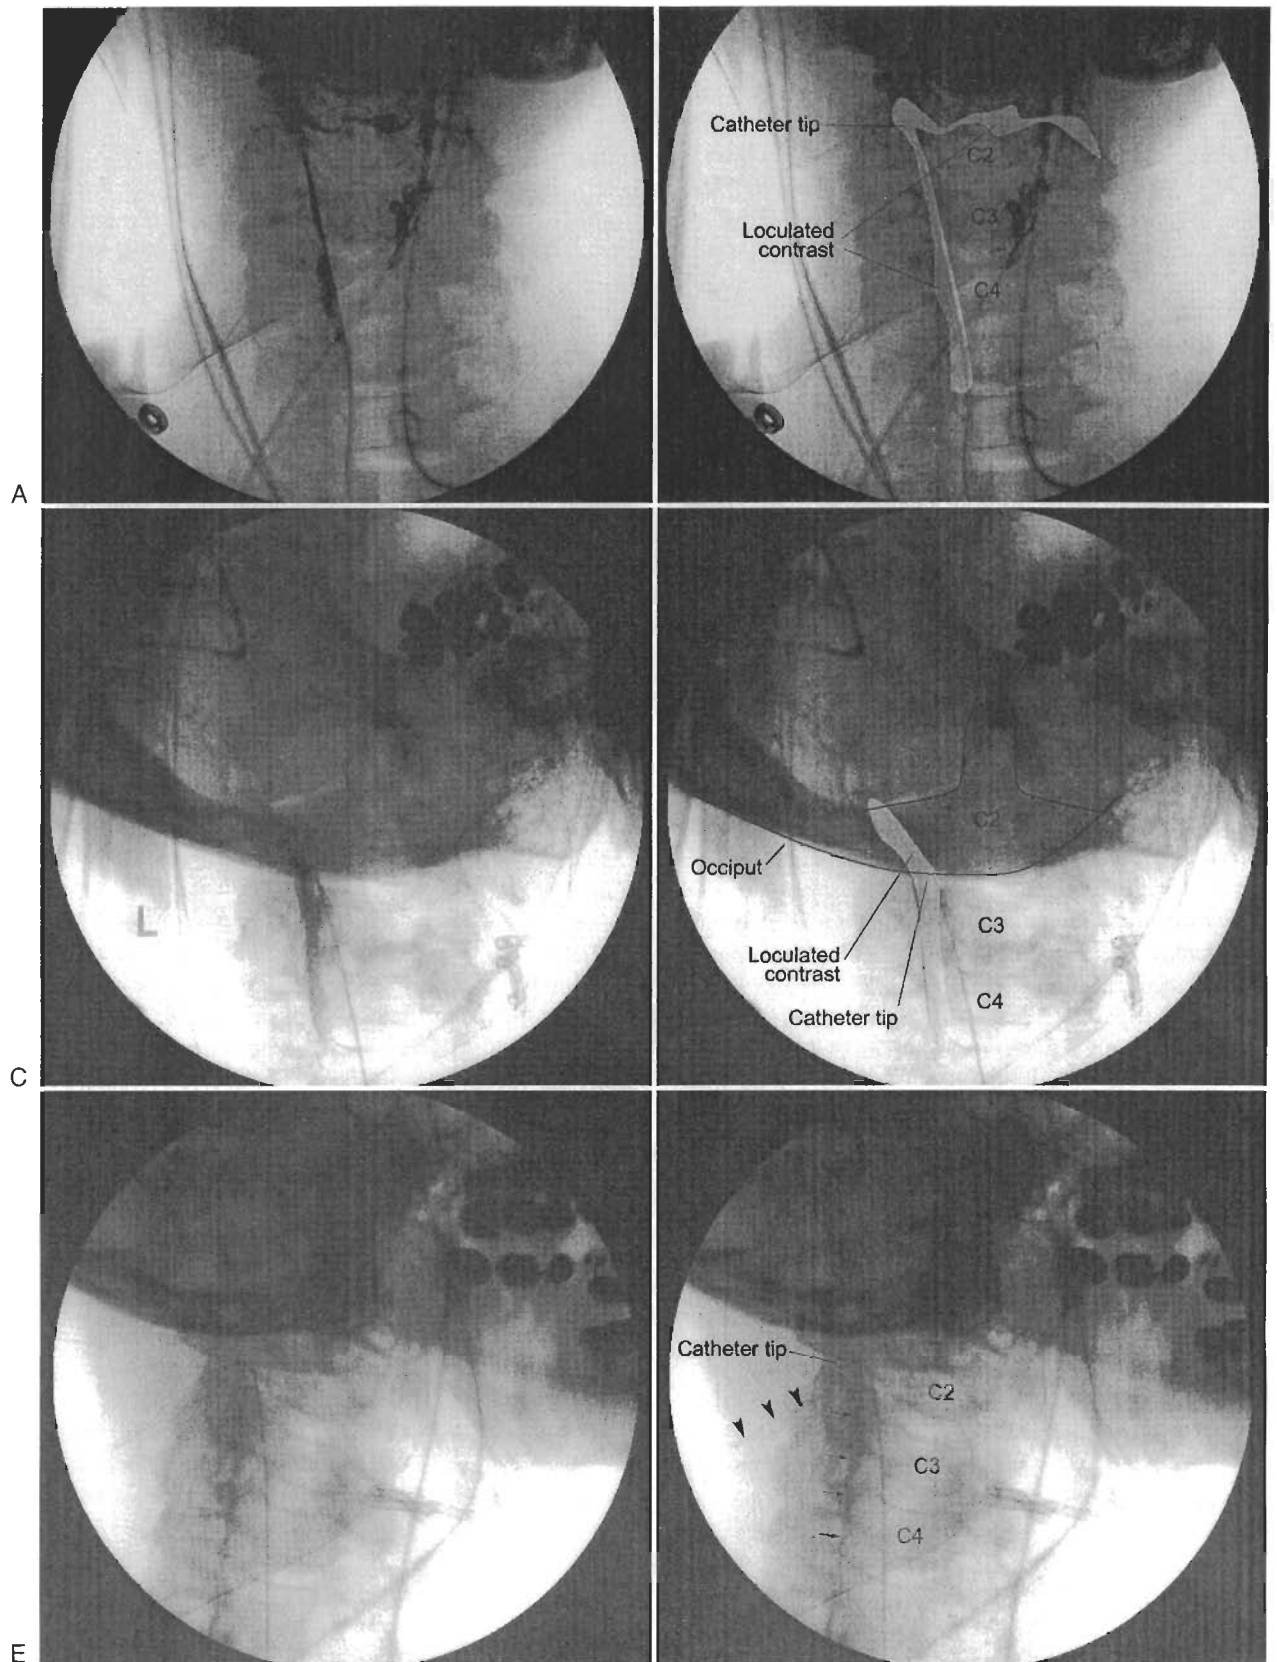 Catheter tip
C2
C3
Loculated
contrast
C4
A
C2
Occiput
L
C3
Loculated
contrast
C4
Catheter tip
C
Catheter tip
C2
C3
C4
E